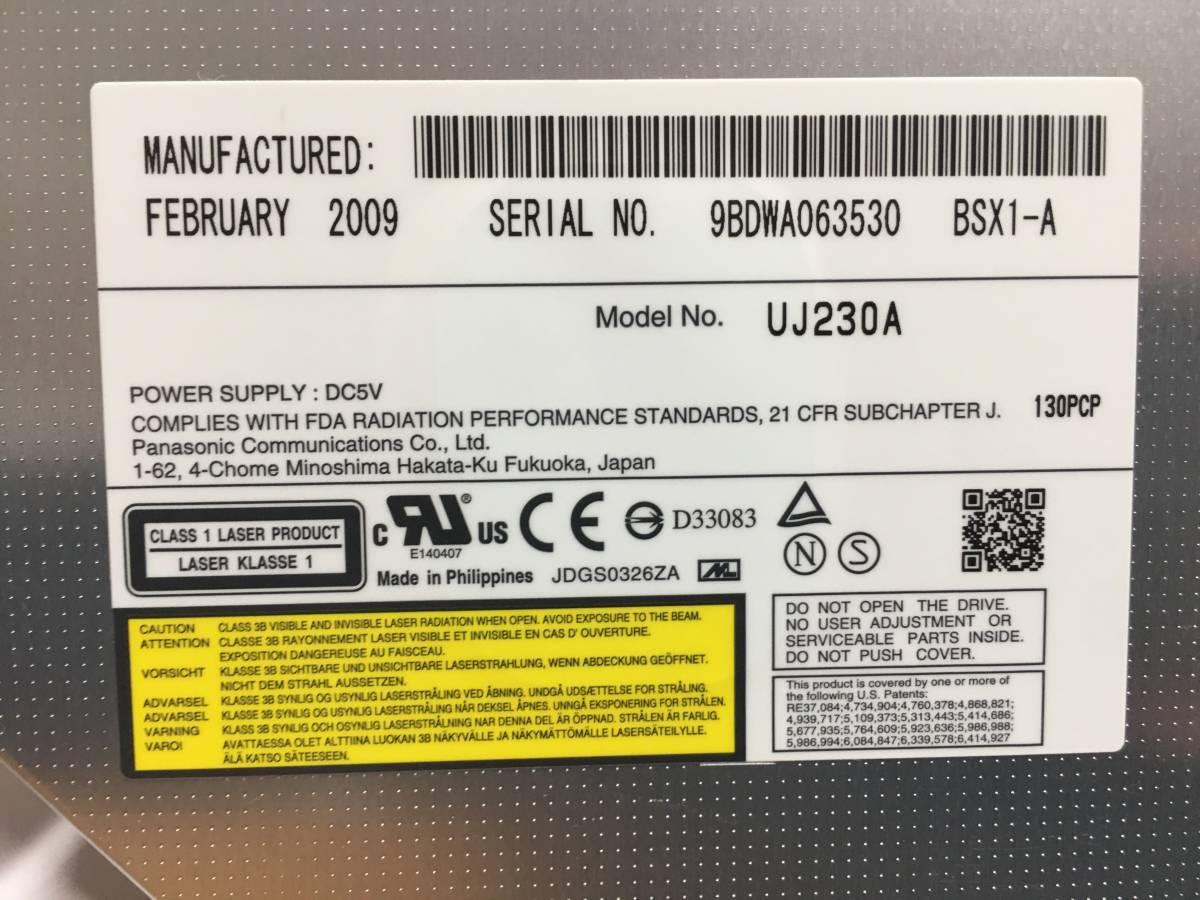 MANUFACTURED:
FEBRUARY 2009 SERIAL NO. 9BDWA063530 BSX1-A
Model No. UJ230A
POWER SUPPLY : DC5V
COMPLIES WITH FDA RADIATION PERFORMANCE STANDARDS, 21 CFR SUBCHAPTER J. 130PCP
Panasonic Communications Co., Ltd.
1-62, 4-Chome Minoshima Hakata-Ku Fukuoka, Japan
CLASS 1 LASER PRODUCT
LASER KLASSE 1
C RU ® US CE D33083
E140407
Made in Philippines JDGS0326ZA ML
N S
CAUTION CLASS 3B VISIBLE AND INVISIBLE LASER RADIATION WHEN OPEN. AVOID EXPOSURE TO THE BEAM.
ATTENTION CLASSE 3B RAYONNEMENT LASER VISIBLE ET INVISIBLE EN CAS D' OUVERTURE.
EXPOSITION DANGEREUSE AU FAISCEAU.
VORSICHT KLASSE 3B SICHTBARE UND UNSICHTBARE LASERSTRAHLUNG, WENN ABDECKUNG GEÖFFNET.
NICHT DEM STRAHL AUSSETZEN.
ADVARSEL KLASSE 3B SYNLIG OG USYNLIG LASERSTRÅLING VED ÅBNING. UNDGÅ UDSÆTTELSE FOR STRÅLING.
ADVARSEL KLASSE 3B SYNLIG OG USYNLIG LASERSTRÅLING NÅR DEKSEL ÅPNES. UNNGÅ EKSPONERING FOR STRÅLEN.
VARNING KLASS 3B SYNLIG OCH OSYNLIG LASERSTRÅLNING NÄR DENNA DEL ÄR ÖPPNAD. STRÅLEN ÄR FARLIG.
VARO! AVATTAESSA OLET ALTTIINA LUOKAN 3B NÄKYVÄLLE JA NÄKYMÄTTÖMÄLLE LASERSÄTEILYLLE.
ÄLÄ KATSO SÄTEESEEN.
DO NOT OPEN THE DRIVE.
NO USER ADJUSTMENT OR
SERVICEABLE PARTS INSIDE.
DO NOT PUSH COVER.
This product is covered by one or more of
the following U.S. Patents:
RE37,084;4,734,904;4,760,378;4,868,821;
4,939,717;5,109,373;5,313,443;5,414,686;
5,677,935;5,764,609;5,923,636;5,986,988;
5,986,994;6,084,847;6,339,578;6,414,927